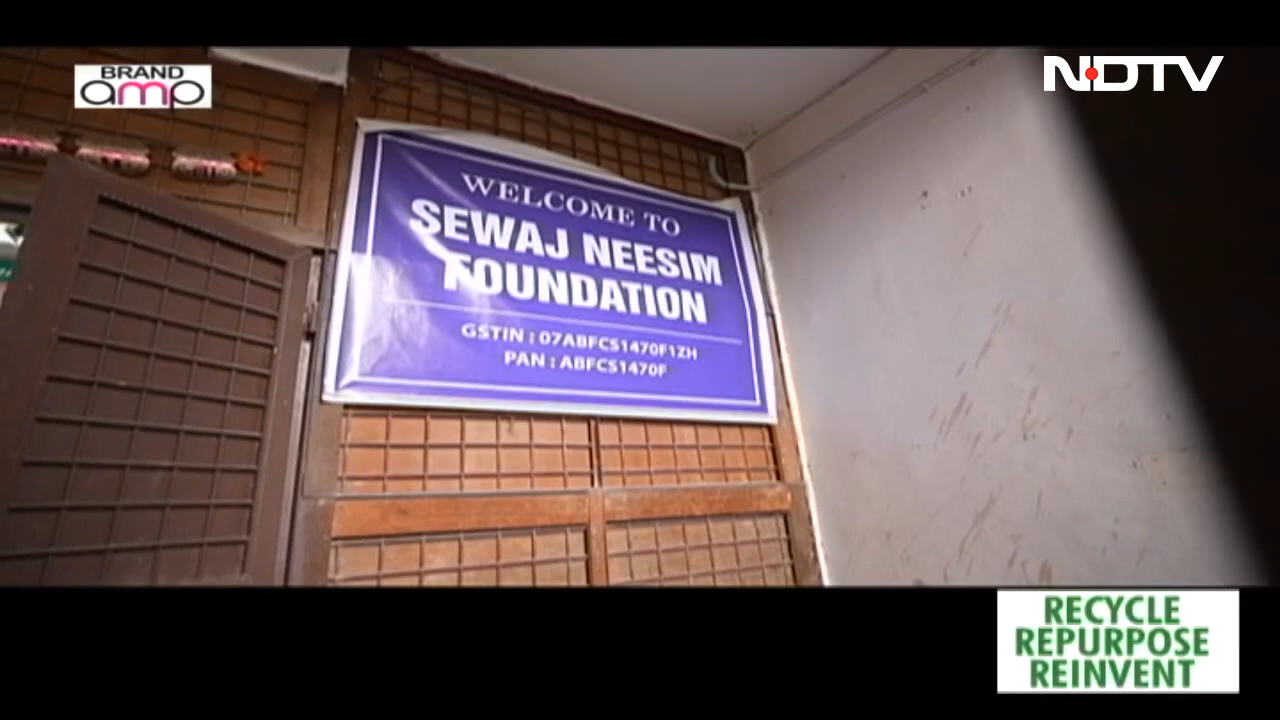 BRAND
amp
NDTV
WELCOME TO
SEWAJ NEESIM
FOUNDATION
GSTIN : 07ABFCS1470F1ZH
PAN : ABFCS1470F
RECYCLE
REPURPOSE
REINVENT